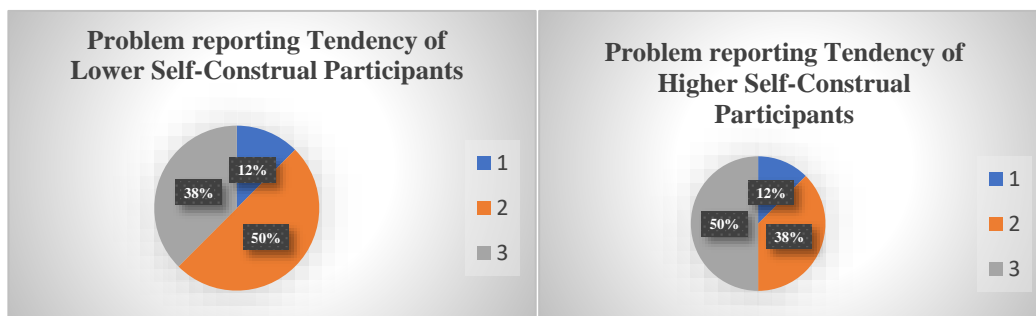 Problem reporting Tendency of
Lower Self-Construal Participants
12%
38%
50%
1
2
3
Problem reporting Tendency of
Higher Self-Construal
Participants
12%
50%
38%
1
2
3